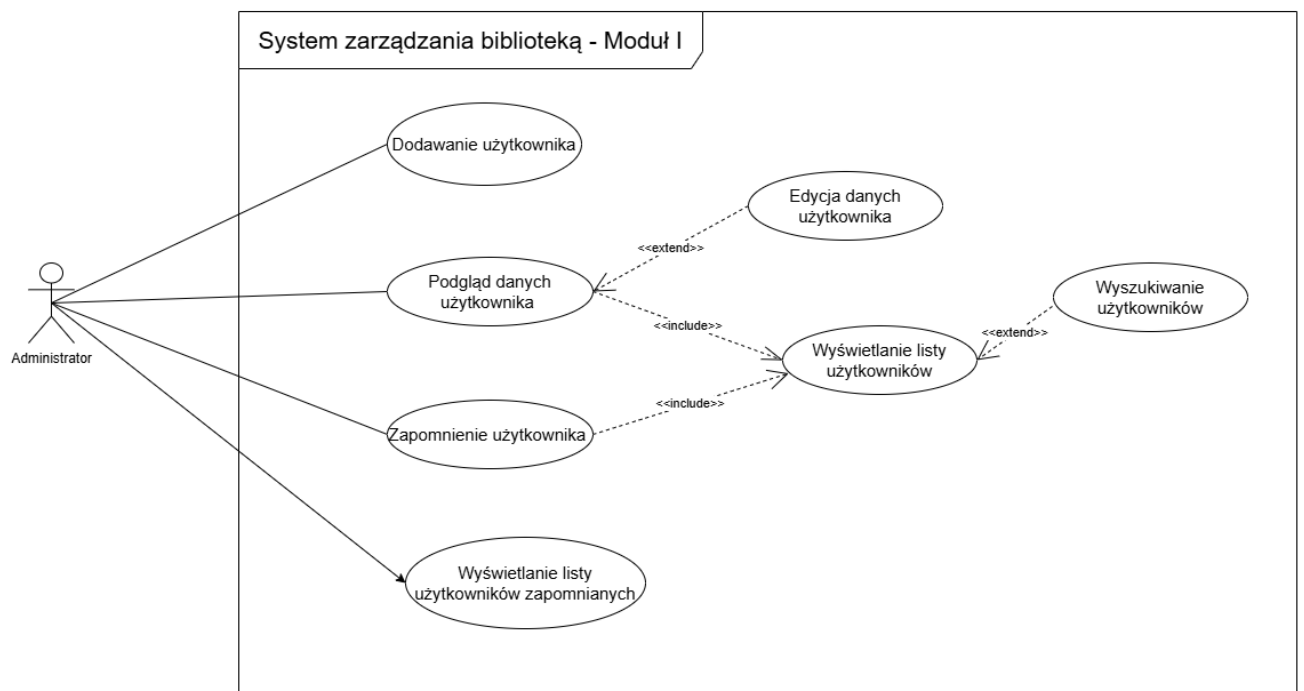 System zarządzania biblioteką - Moduł I
Dodawanie użytkownika
Edycja danych
użytkownika
<<extend>>
Podgląd danych
użytkownika
Wyszukiwanie
użytkowników
<<include>>
<<extend>>
Wyświetlanie listy
użytkowników
Administrator
<<include>>
Zapomnienie użytkownika
Wyświetlanie listy
użytkowników zapomnianych